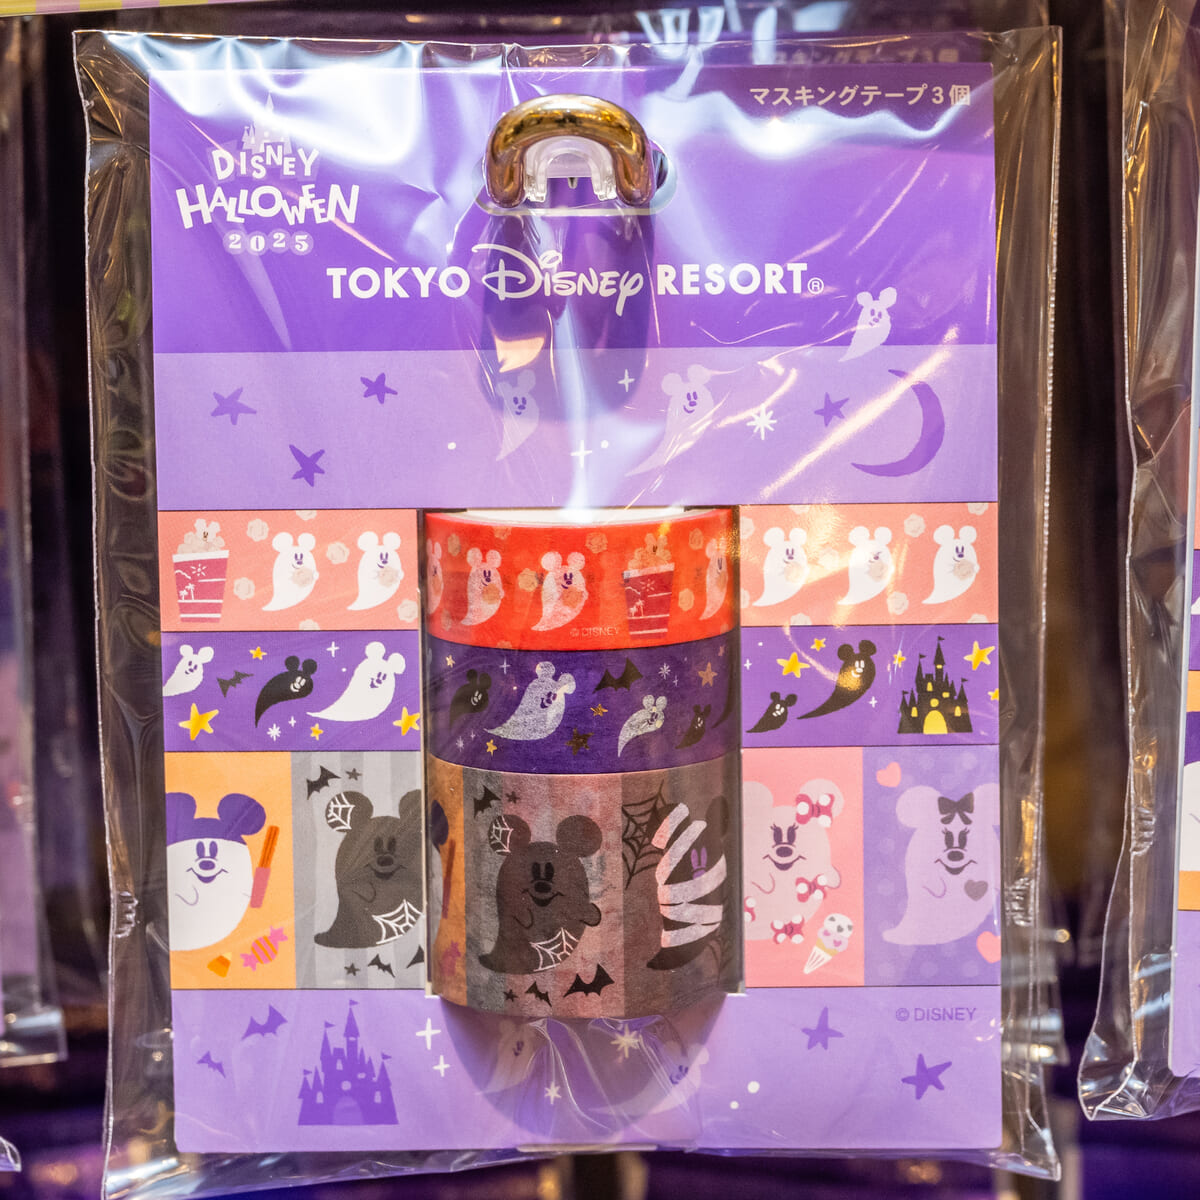 マスキングテープ3個
DISNEY
HALLOWEEN
2025
TOKYO Disney RESORT®
© DISNEY
© DISNEY